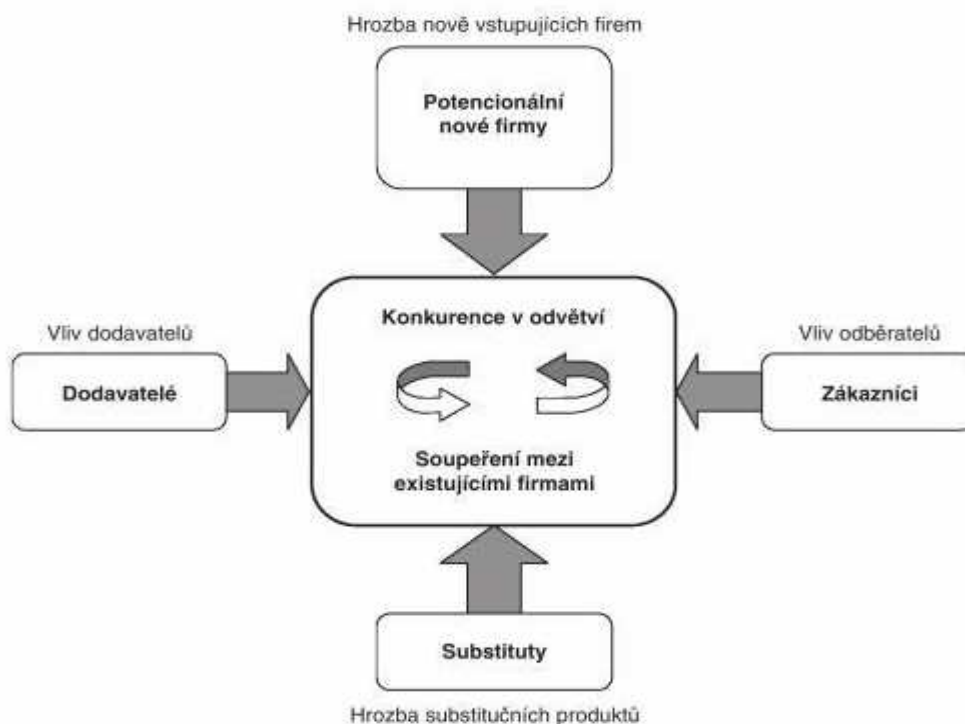 Hrozba nově vstupujících firem
Potencionální
nové firmy
Konkurence v odvětví
Vliv dodavatelů
Dodavatelé
Vliv odběratelů
Zákazníci
Soupeření mezi
existujícími firmami
Substituty
Hrozba substitučních produktů